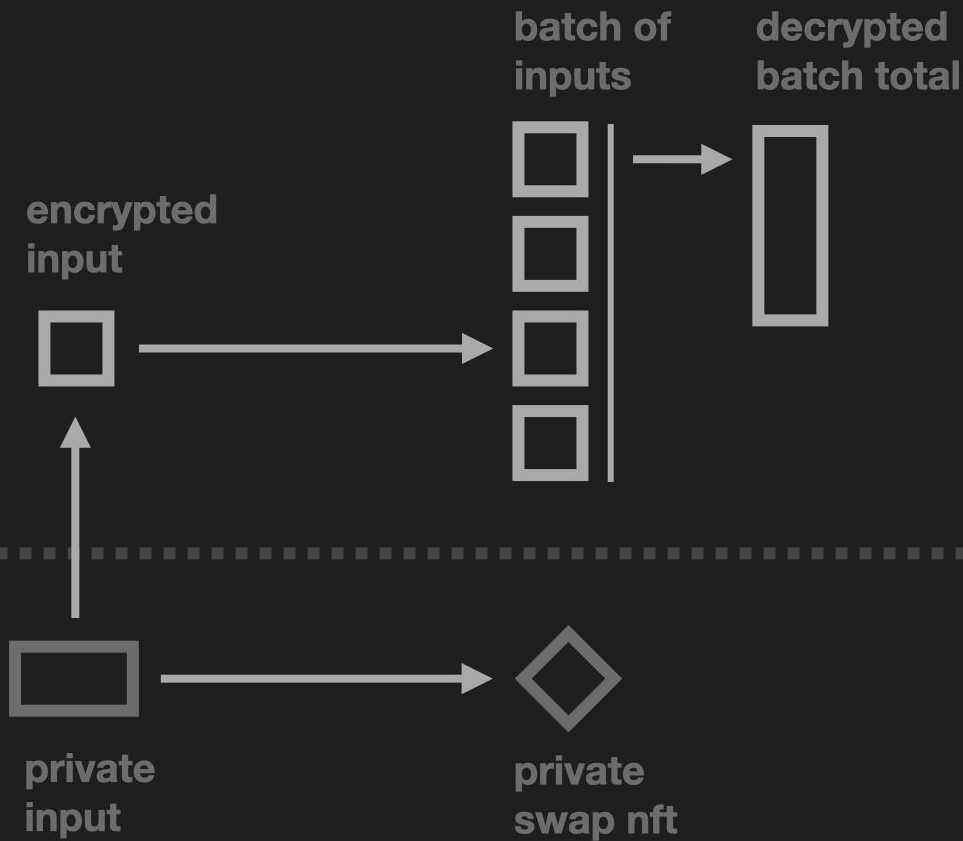 batch of
inputs
decrypted
batch total
encrypted
input
private
input
private
swap nft